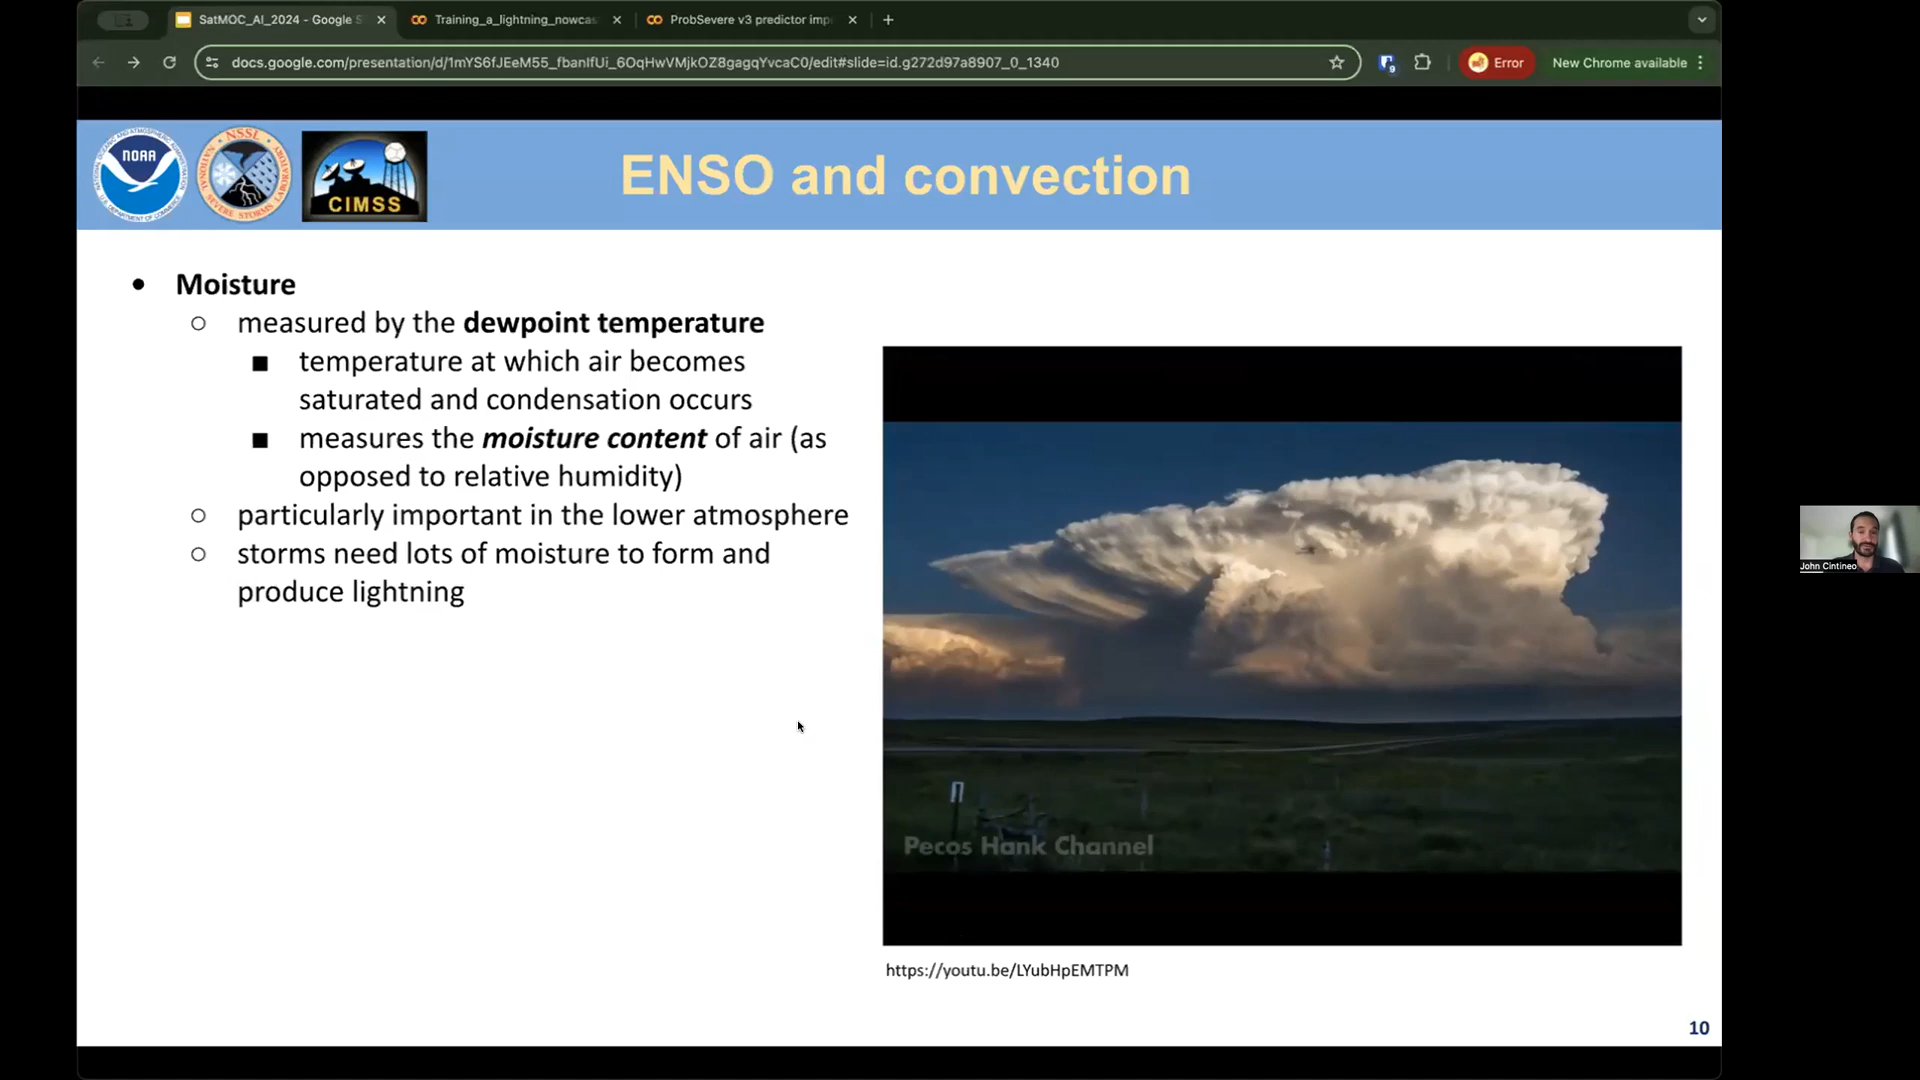 SatMOC_AI_2024 - Google S
Training_a_lightning_nowcas
ProbSevere v3 predictor imp
docs.google.com/presentation/d/1mYS6fJEeM55_fbanIfUi_6OqHwVMjkOZ8gagqYvcaC0/edit#slide=id.g272d97a8907_0_1340
9
Error
New Chrome available
NOAA
NSSL
CIMSS
ENSO and convection
• Moisture
○ measured by the dewpoint temperature
■ temperature at which air becomes
saturated and condensation occurs
■ measures the moisture content of air (as
opposed to relative humidity)
○ particularly important in the lower atmosphere
○ storms need lots of moisture to form and
produce lightning
Pecos Hank Channel
https://youtu.be/LYubHpEMTPM
10
John Cintineo